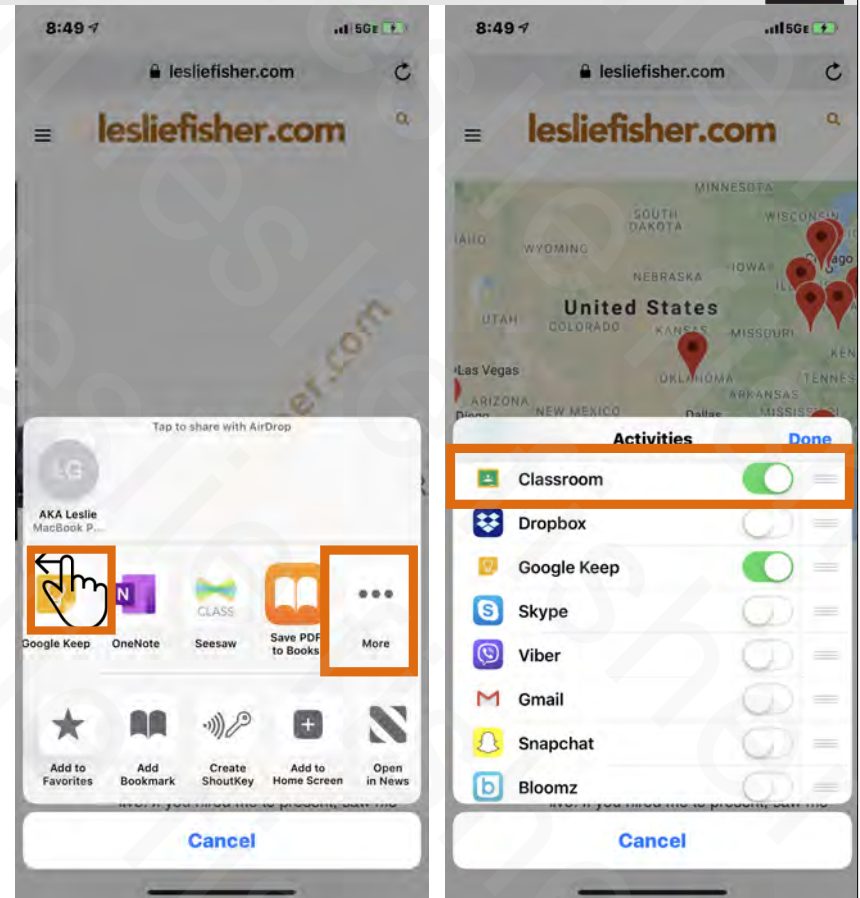 8:49
5GE
lesliefisher.com
lesliefisher.com
Tap to share with AirDrop
LG
AKA Leslie
MacBook P...
N
CLASS
Google Keep
OneNote
Seesaw
Save PDF
to Books
More
Add to
Favorites
Add
Bookmark
Create
ShoutKey
Add to
Home Screen
Open
in News
Cancel
8:49
5GE
lesliefisher.com
lesliefisher.com
MINNESOTA
SOUTH
DAKOTA
WISCONSIN
WYOMING
IOWA
NEBRASKA
United States
UTAH
COLORADO
KANSAS
MISSOURI
Las Vegas
OKLAHOMA
ARIZONA
ARKANSAS
NEW MEXICO
Dallas
Activities
Done
Classroom
Dropbox
Google Keep
S
Skype
Viber
Gmail
Snapchat
b
Bloomz
Cancel